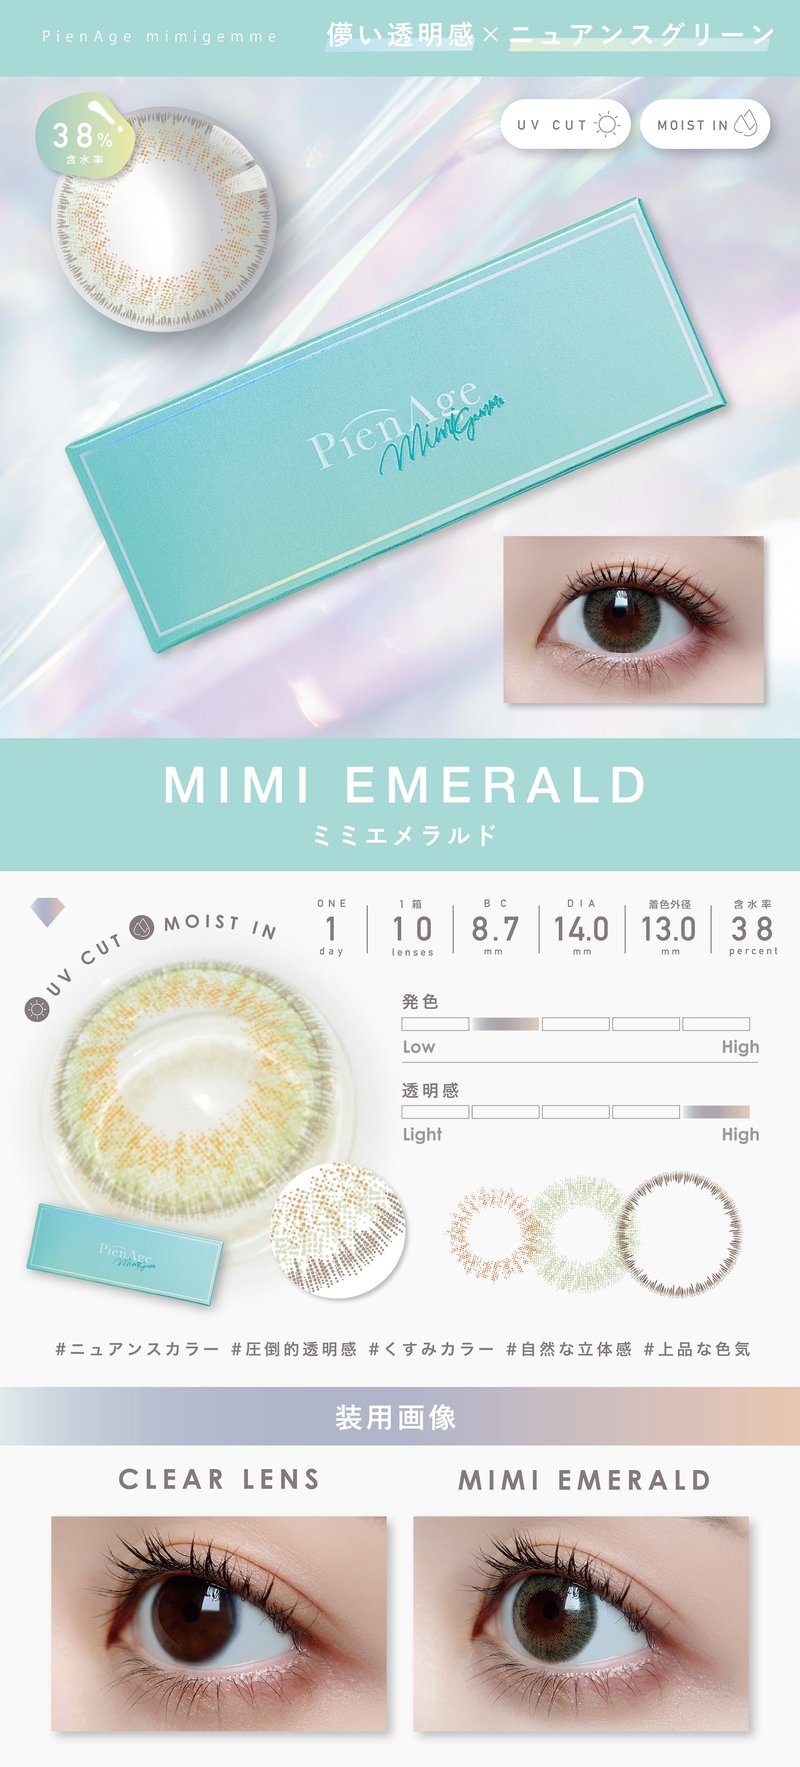 PienAge mimigemme
儚い透明感×ニュアンスグリーン
38%
含水率
UV CUT
MOIST IN
PienAge
MimiGemme
MIMI EMERALD
ミミエメラルド
UV CUT MOIST IN
ONE 1 day
1箱 10 lenses
BC 8.7 mm
DIA 14.0 mm
着色外径 13.0 mm
含水率 38 percent
発色
Low High
透明感
Light High
PienAge
MimiGemme
#ニュアンスカラー #圧倒的透明感 #くすみカラー #自然な立体感 #上品な色気
装用画像
CLEAR LENS
MIMI EMERALD